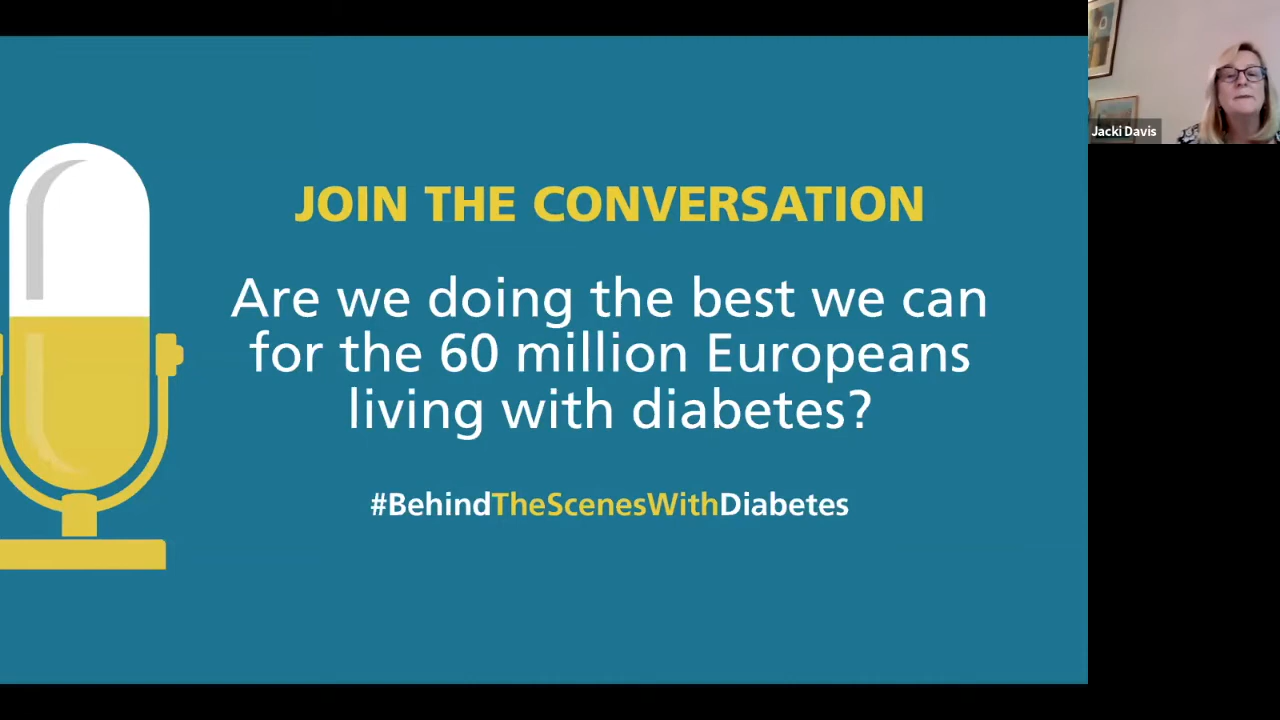 JOIN THE CONVERSATION
Are we doing the best we can
for the 60 million Europeans
living with diabetes?
#BehindTheScenesWithDiabetes
Jacki Davis